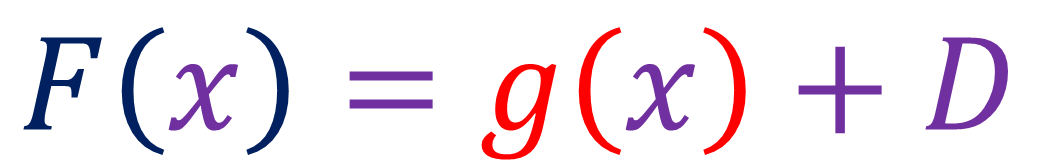 F(x) = g(x) + D